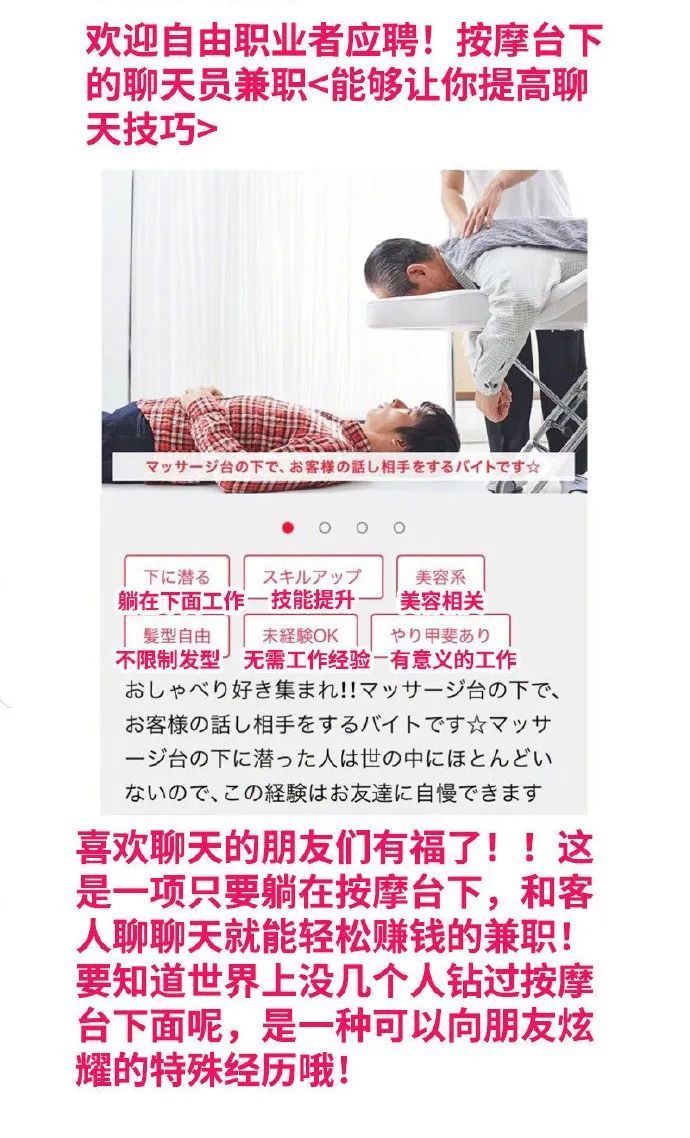 欢迎自由职业者应聘！按摩台下
的聊天员兼职<能够让你提高聊
天技巧>
マッサージ台の下で、お客様の話し相手をするバイトです☆
下に潜る スキルアップ 美容系
躺在下面工作 技能提升 美容相关
髪型自由 未経験OK やり甲斐あり
不限制发型 无需工作经验 有意义的工作
おしゃべり好き集まれ!!マッサージ台の下で、
お客様の話し相手をするバイトです☆マッサ
ージ台の下に潜った人は世の中にほとんどい
ないので、この経験はお友達に自慢できます
喜欢聊天的朋友们有福了！！这
是一项只要躺在按摩台下，和客
人聊聊天就能轻松赚钱的兼职！
要知道世界上没几个人钻过按摩
台下面呢，是一种可以向朋友炫
耀的特殊经历哦！